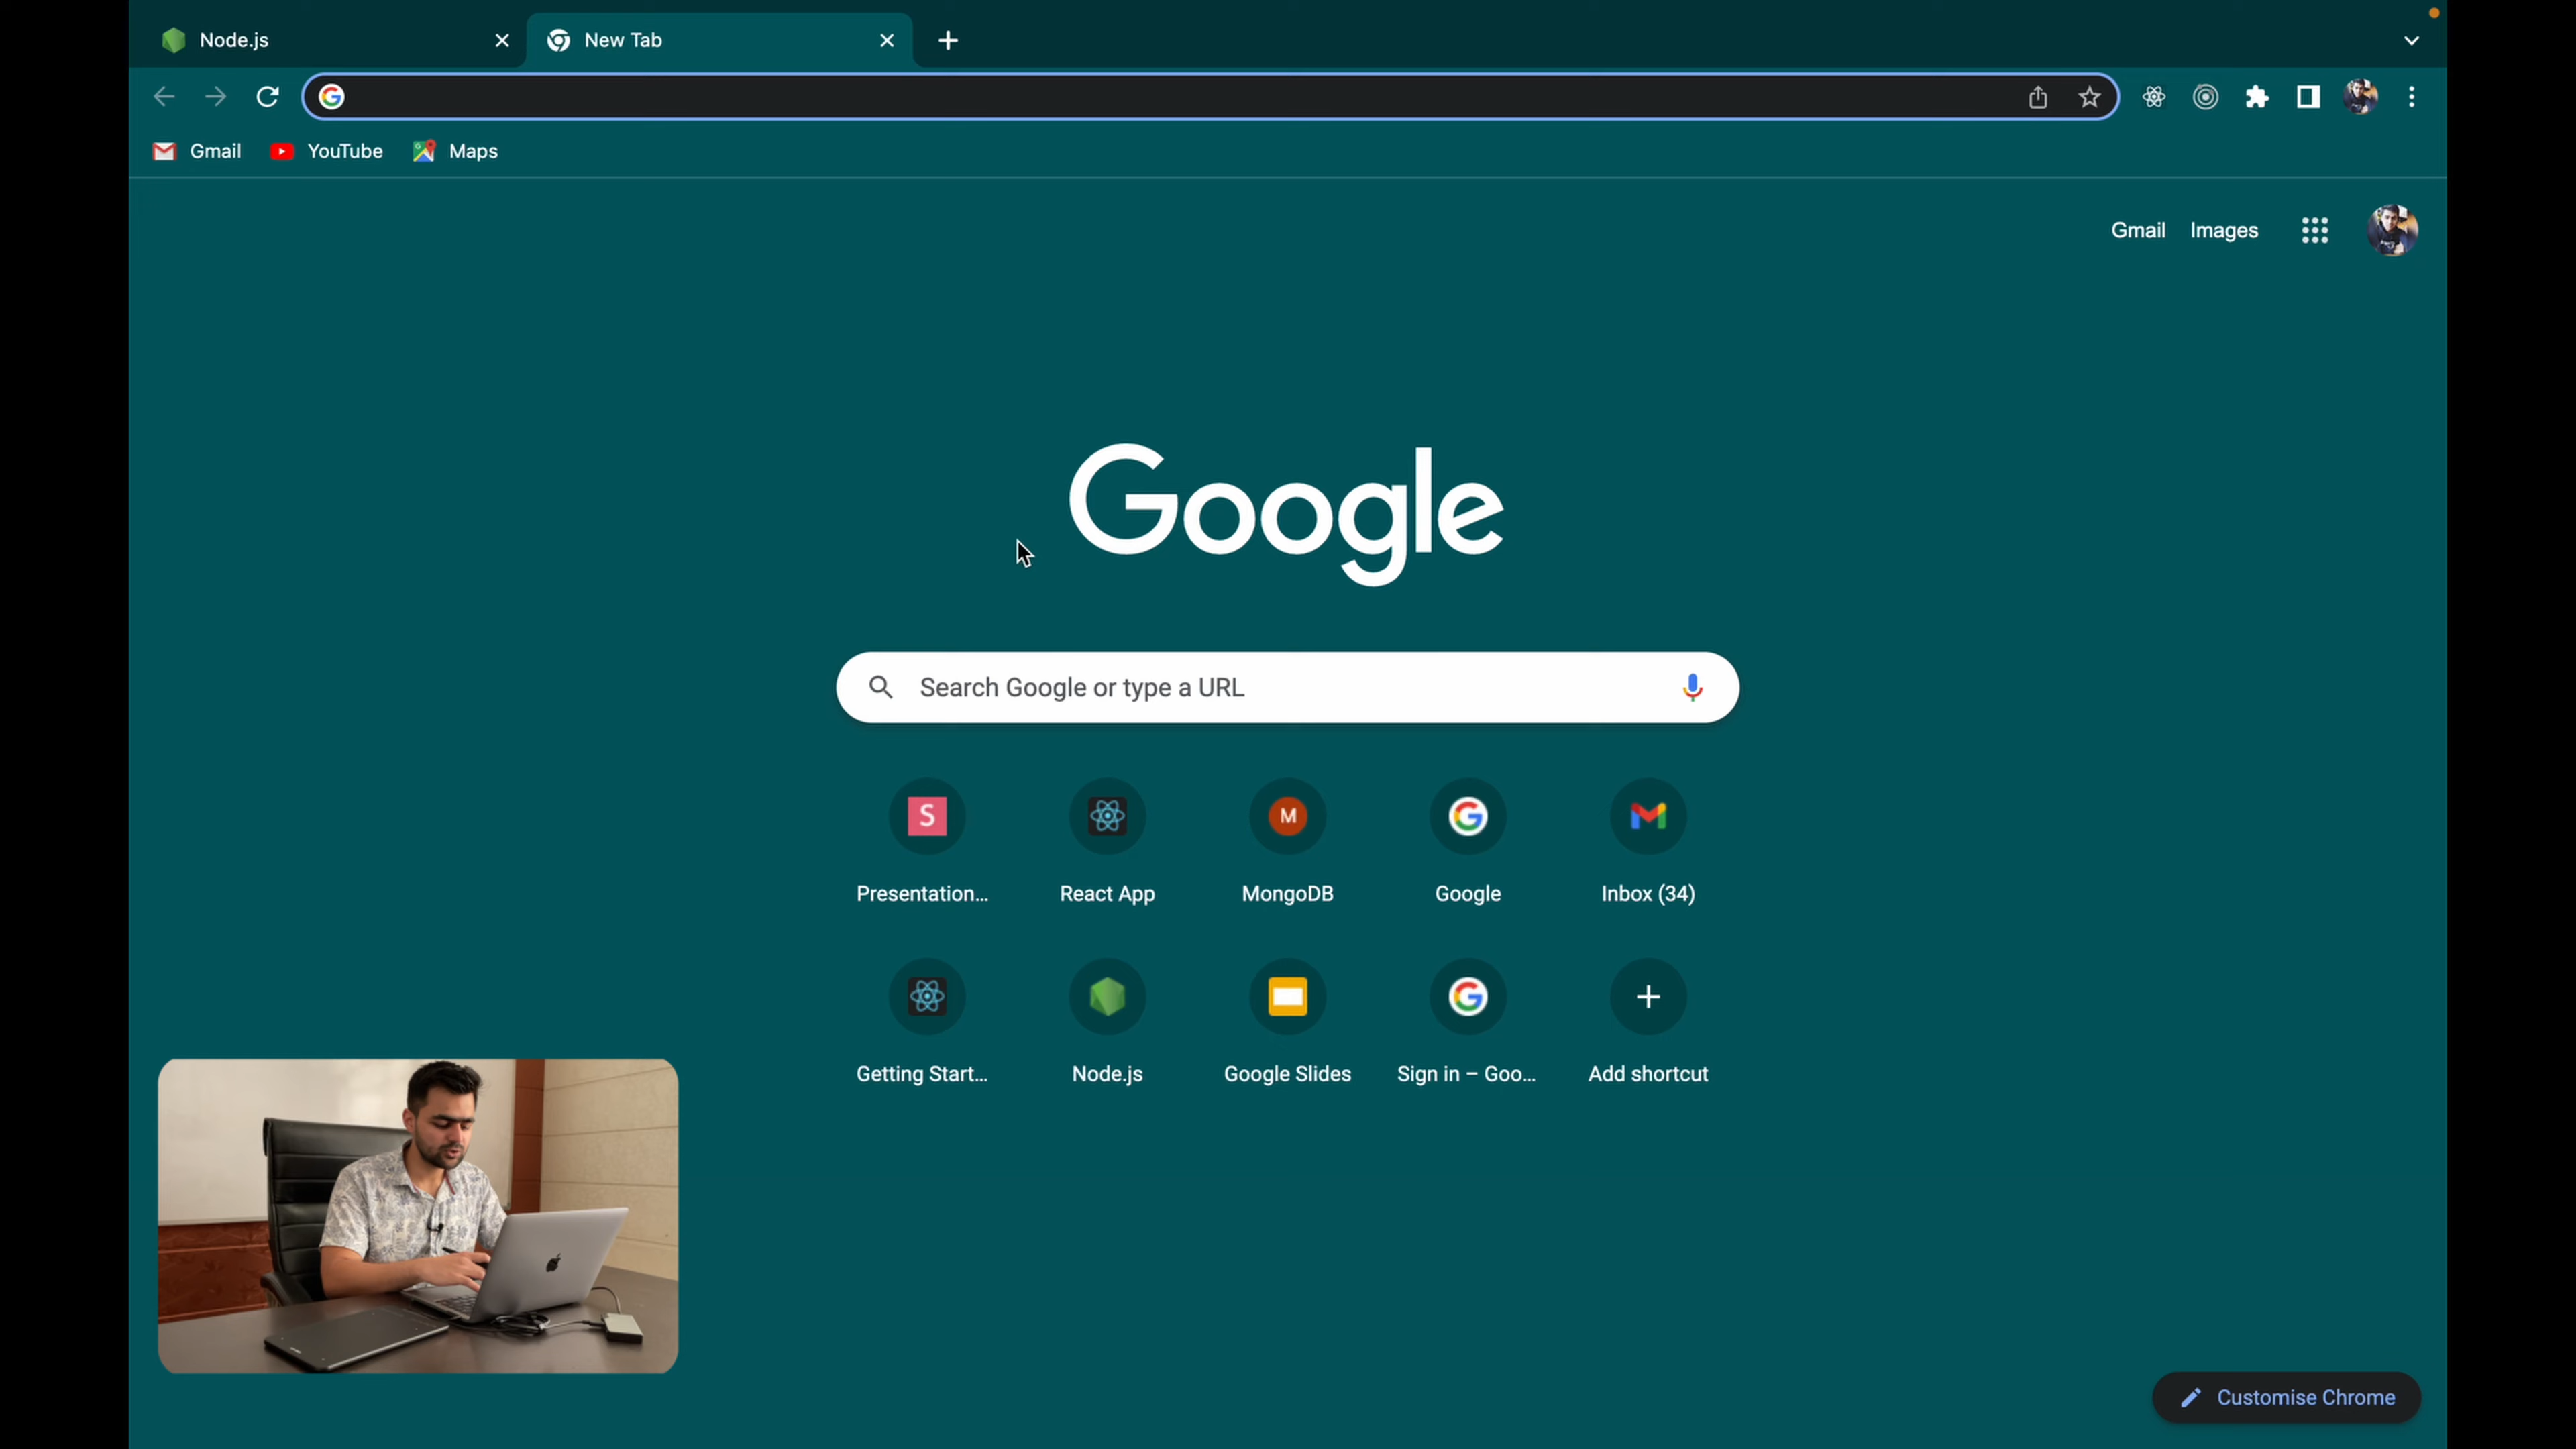 Node.js
New Tab
Gmail
YouTube
Maps
Gmail
Images
Google
Search Google or type a URL
S
M
Presentation...
React App
MongoDB
Google
Inbox (34)
Getting Start...
Node.js
Google Slides
Sign in – Goo...
Add shortcut
Customise Chrome